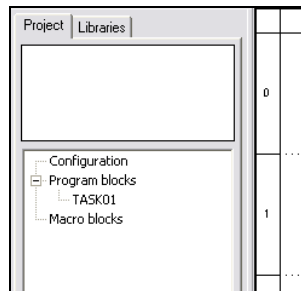 Project Libraries
0
Configuration
Program blocks
TASK01
Macro blocks
1